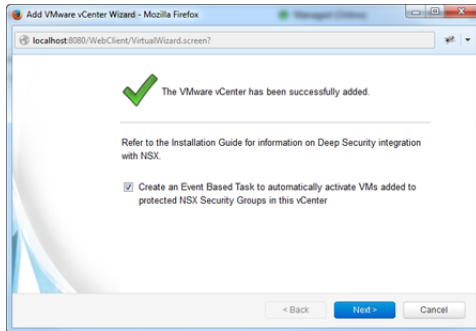 Add VMware vCenter Wizard - Mozilla Firefox
Managed (Online)
localhost:8080/WebClient/VirtualWizard.screen?
The VMware vCenter has been successfully added.
Refer to the Installation Guide for information on Deep Security integration
with NSX.
Create an Event Based Task to automatically activate VMs added to
protected NSX Security Groups in this vCenter
< Back
Next >
Cancel